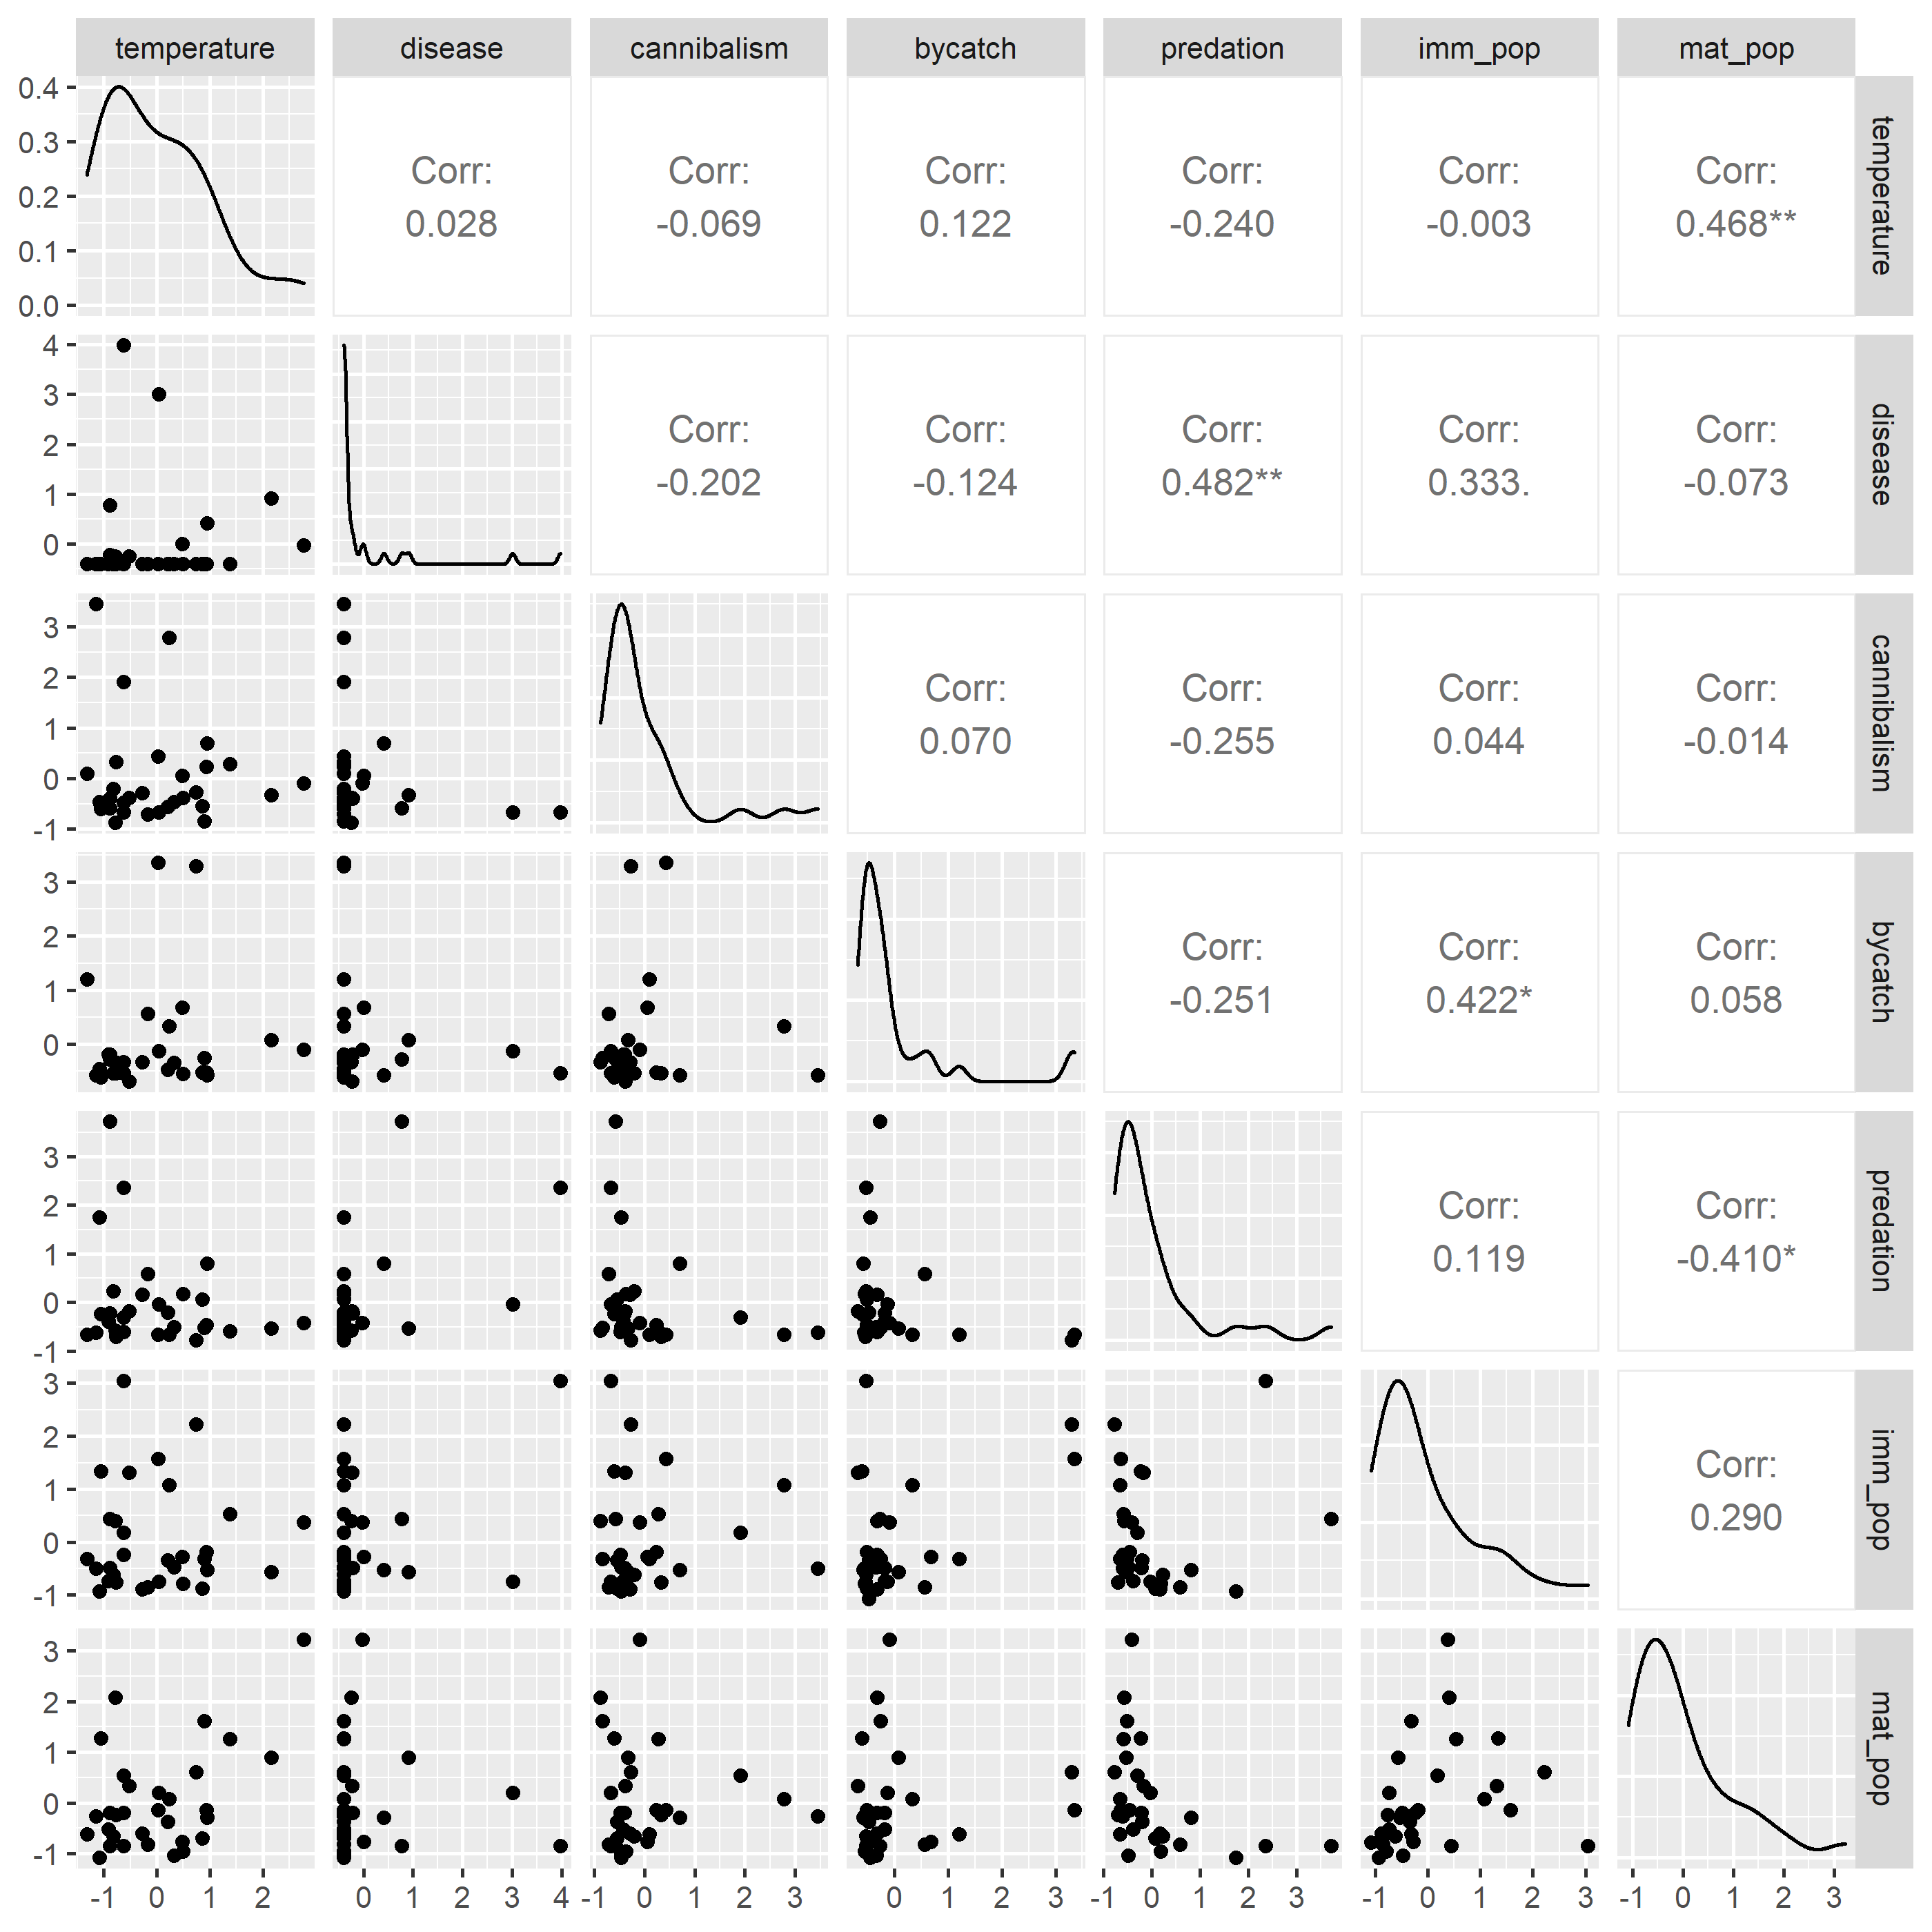 temperature disease cannibalism bycatch predation imm_pop mat_pop
0.4
0.3
0.2
0.1
0.0
Corr: Corr: Corr: Corr: Corr: Corr:
0.028 -0.069 0.122 -0.240 -0.003 0.468**
temperature
4
3
2
1
0
Corr: Corr: Corr: Corr: Corr:
-0.202 -0.124 0.482** 0.333. -0.073
disease
3
2
1
0
-1
Corr: Corr: Corr: Corr:
0.070 -0.255 0.044 -0.014
cannibalism
3
2
1
0
Corr: Corr: Corr:
-0.251 0.422* 0.058
bycatch
3
2
1
0
-1
Corr: Corr:
0.119 -0.410*
predation
3
2
1
0
-1
Corr:
0.290
imm_pop
3
2
1
0
-1
mat_pop
-1 0 1 2 0 1 2 3 4 -1 0 1 2 3 0 1 2 3 -1 0 1 2 3 -1 0 1 2 3 -1 0 1 2 3